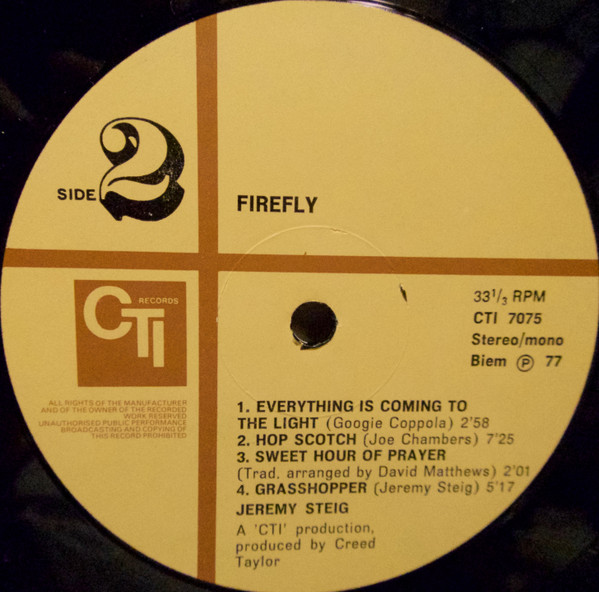 SIDE 2
FIREFLY
CTI RECORDS
33 1/3 RPM
CTI 7075
Stereo/mono
Biem ℗ 77
ALL RIGHTS OF THE MANUFACTURER
AND OF THE OWNER OF THE RECORDED
WORK RESERVED
UNAUTHORISED PUBLIC PERFORMANCE
BROADCASTING AND COPYING OF
THIS RECORD PROHIBITED
1. EVERYTHING IS COMING TO
THE LIGHT (Googie Coppola) 2'58
2. HOP SCOTCH (Joe Chambers) 7'25
3. SWEET HOUR OF PRAYER
(Trad. arranged by David Matthews) 2'01
4. GRASSHOPPER (Jeremy Steig) 5'17
JEREMY STEIG
A 'CTI' production,
produced by Creed
Taylor